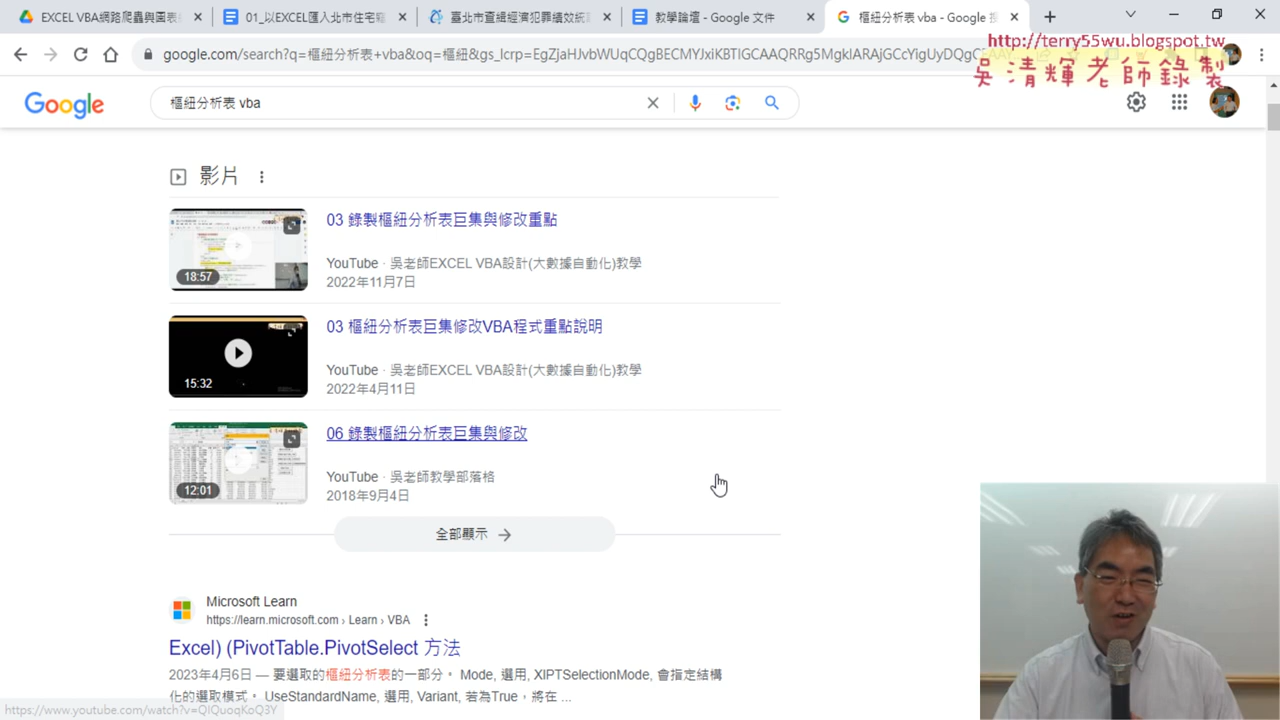 EXCEL VBA網路爬蟲與圖表
01_以EXCEL匯入北市住宅竊
臺北市查緝經濟犯罪績效統
教學論壇 - Google 文件
樞紐分析表 vba - Google 搜
http://terry55wu.blogspot.tw
吳清輝老師錄製
Google
樞紐分析表 vba
影片
03 錄製樞紐分析表巨集與修改重點
YouTube · 吳老師EXCEL VBA設計(大數據自動化)教學
18:57
2022年11月7日
03 樞紐分析表巨集修改VBA程式重點說明
YouTube · 吳老師EXCEL VBA設計(大數據自動化)教學
15:32
2022年4月11日
06 錄製樞紐分析表巨集與修改
YouTube · 吳老師教學部落格
12:01
2018年9月4日
全部顯示 →
Microsoft Learn
https://learn.microsoft.com › Learn › VBA
Excel) (PivotTable.PivotSelect 方法
2023年4月6日 — 要選取的樞紐分析表的一部分。 Mode, 選用, XlPTSelectionMode, 會指定結構
化的選取模式。 UseStandardName, 選用, Variant, 若為True，將在 ...
https://www.youtube.com/watch?v=QIQuoqKoQ3Y